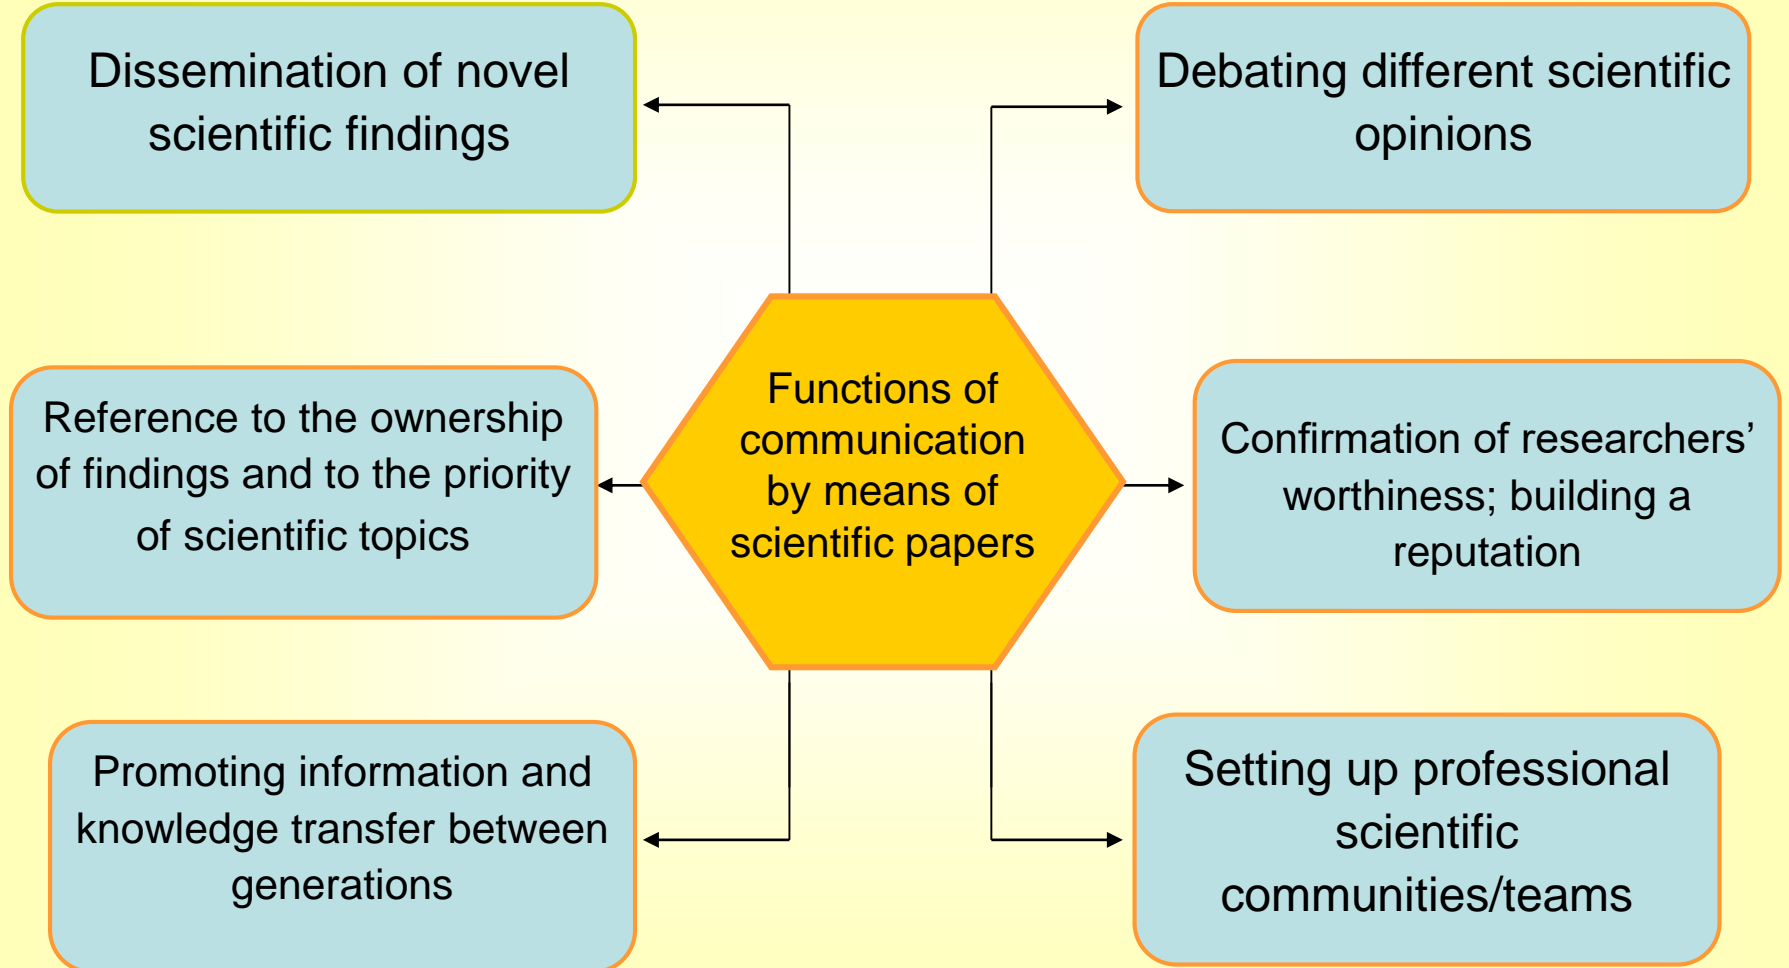 Dissemination of novel
scientific findings
Debating different scientific
opinions
Reference to the ownership
of findings and to the priority
of scientific topics
Functions of
communication
by means of
scientific papers
Confirmation of researchers’
worthiness; building a
reputation
Promoting information and
knowledge transfer between
generations
Setting up professional
scientific
communities/teams